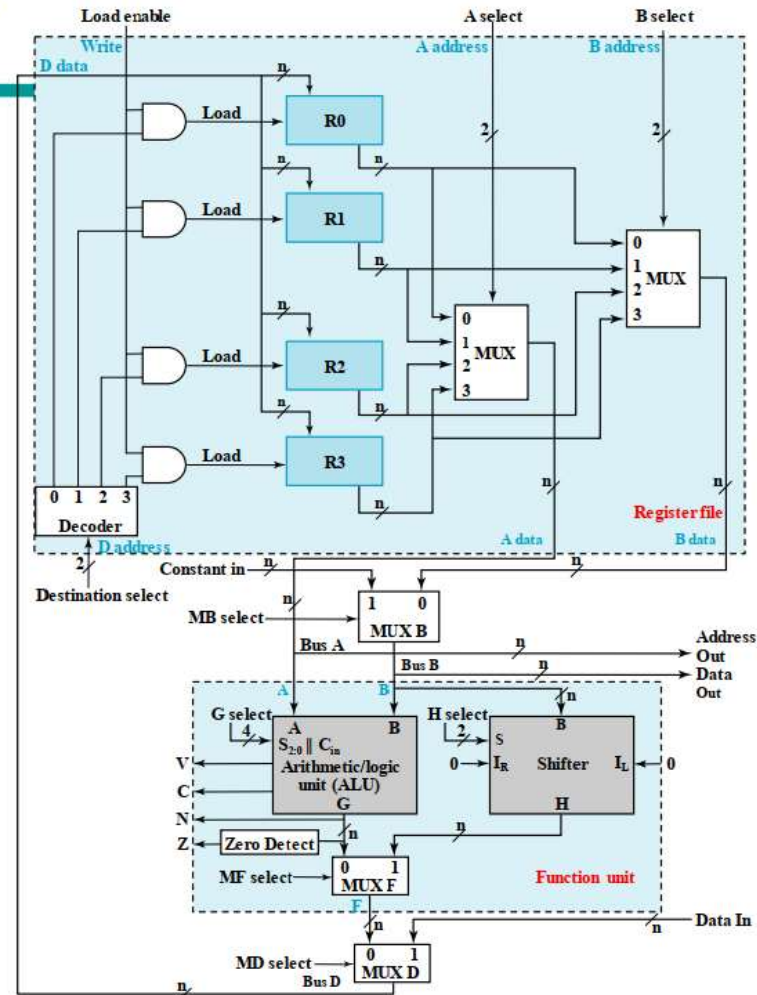 Load enable A select B select
Write A address B address
D data n
Load R0 2 2
n n
Load R1 0
n 1 MUX
n 2
0 3
n 1 MUX
Load R2 2
n 3
n
Load R3
0 1 2 3 n n n
Decoder Register file
D address A data B data
2
Destination select
Constant in n n
n 1 0
MB select MUX B
Bus A n Address
Out
Bus B n Data
Out
A B n
G select A B H select B
4 S2:0 || Cin 2 S
V Arithmetic/logic 0 IR Shifter IL 0
C unit (ALU)
G H
N n n
Z Zero Detect
0 1
MF select MUX F Function unit
F
n n Data In
0 1
MD select MUX D
n Bus D